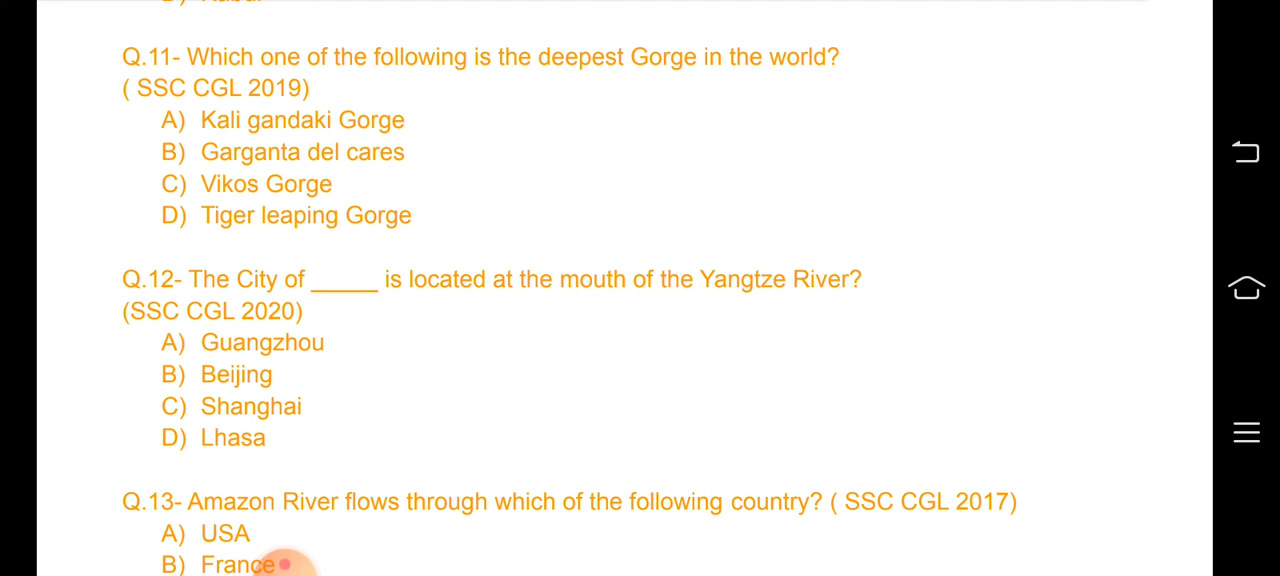 Q.11- Which one of the following is the deepest Gorge in the world?
( SSC CGL 2019)
A) Kali gandaki Gorge
B) Garganta del cares
C) Vikos Gorge
D) Tiger leaping Gorge
Q.12- The City of _____ is located at the mouth of the Yangtze River?
(SSC CGL 2020)
A) Guangzhou
B) Beijing
C) Shanghai
D) Lhasa
Q.13- Amazon River flows through which of the following country? ( SSC CGL 2017)
A) USA
B) France